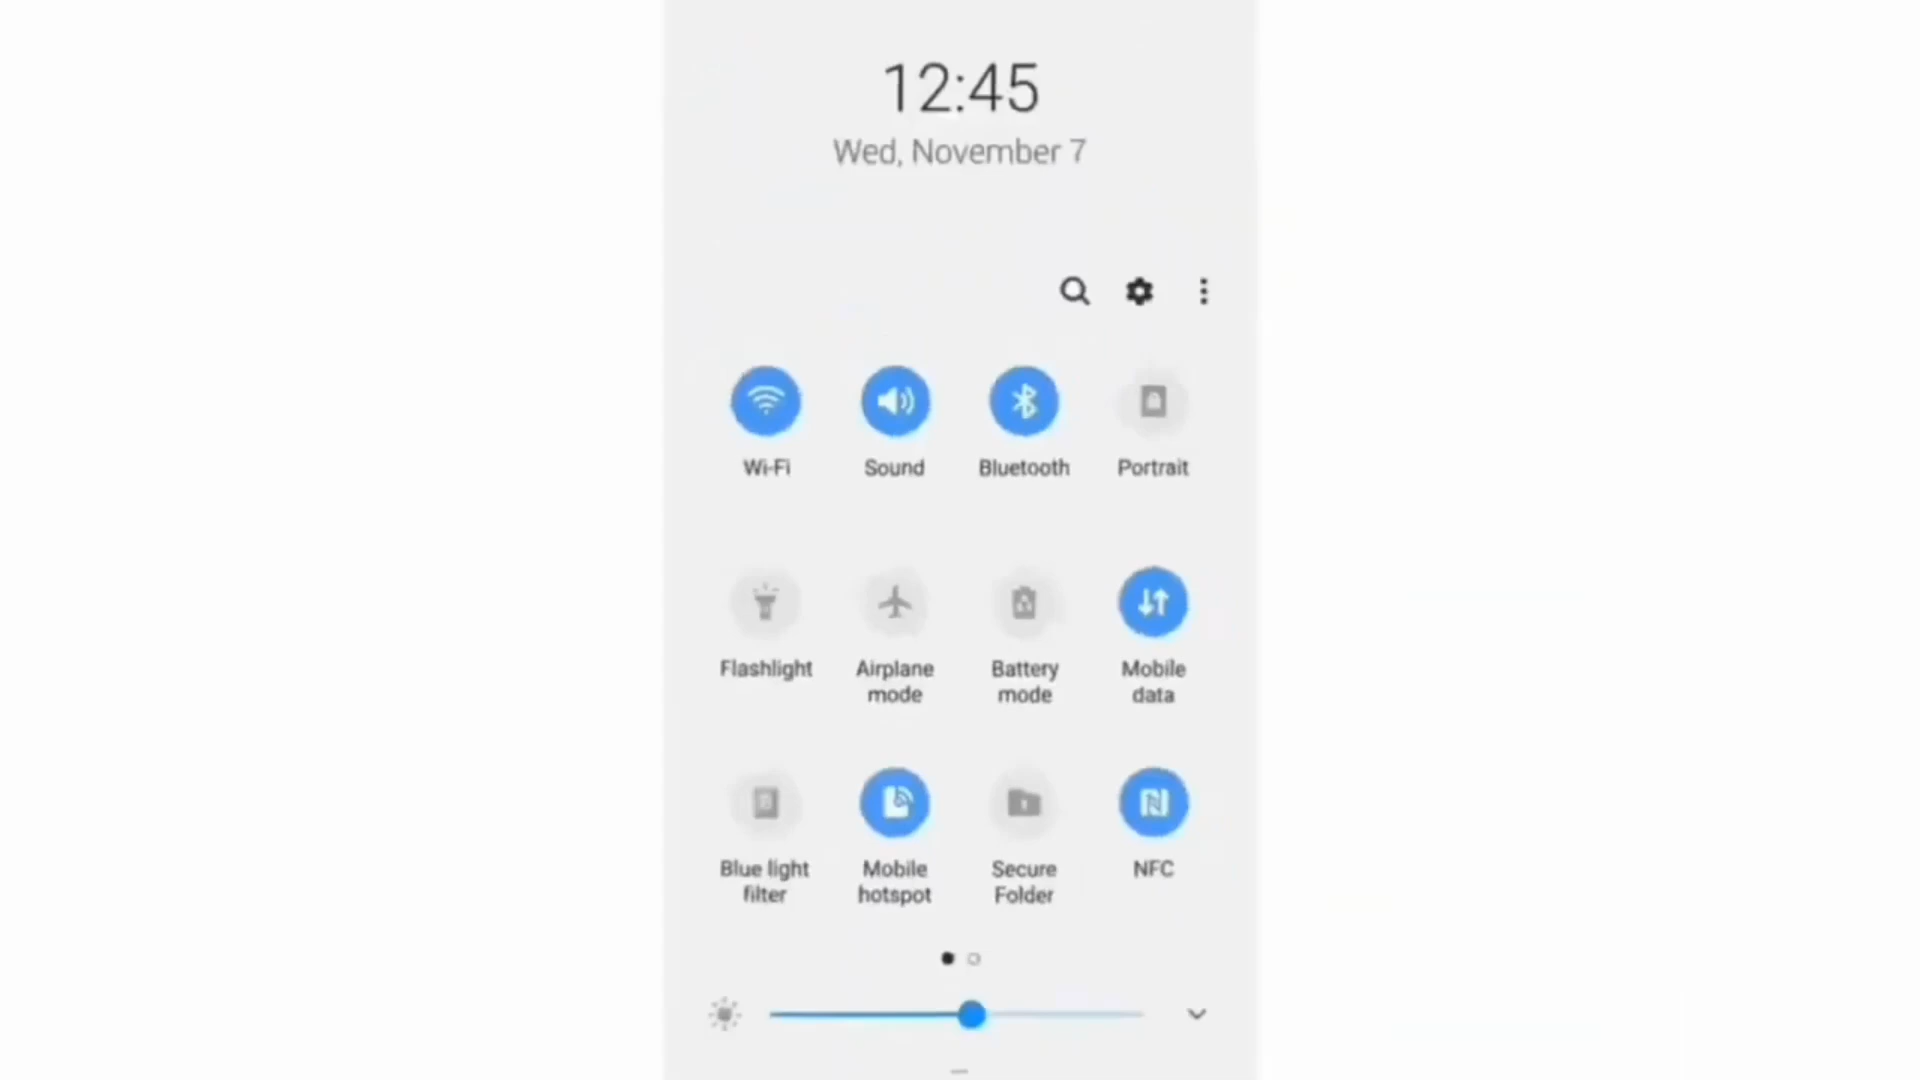 12:45
Wed, November 7
Wi-Fi
Sound
Bluetooth
Portrait
Flashlight
Airplane
mode
Battery
mode
Mobile
data
Blue light
filter
Mobile
hotspot
Secure
Folder
NFC